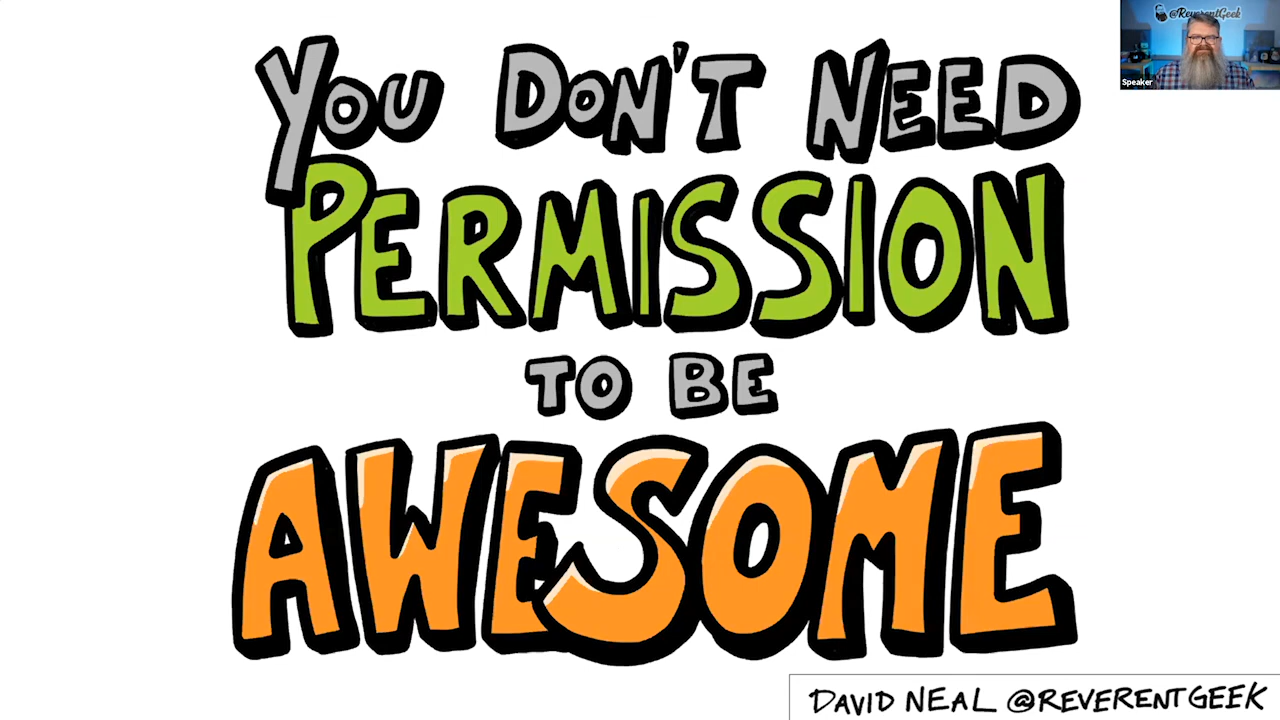 @ReverentGeek
Speaker
YOU DON'T NEED
PERMISSION
TO BE
AWESOME
DAVID NEAL @REVERENTGEEK